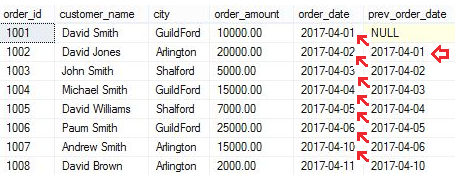 order_id customer_name city order_amount order_date prev_order_date
1001 David Smith GuildFord 10000.00 2017-04-01 NULL
1002 David Jones Arlington 20000.00 2017-04-02 2017-04-01
1003 John Smith Shalford 5000.00 2017-04-03 2017-04-02
1004 Michael Smith GuildFord 15000.00 2017-04-04 2017-04-03
1005 David Williams Shalford 7000.00 2017-04-05 2017-04-04
1006 Paum Smith GuildFord 25000.00 2017-04-06 2017-04-05
1007 Andrew Smith Arlington 15000.00 2017-04-10 2017-04-06
1008 David Brown Arlington 2000.00 2017-04-11 2017-04-10